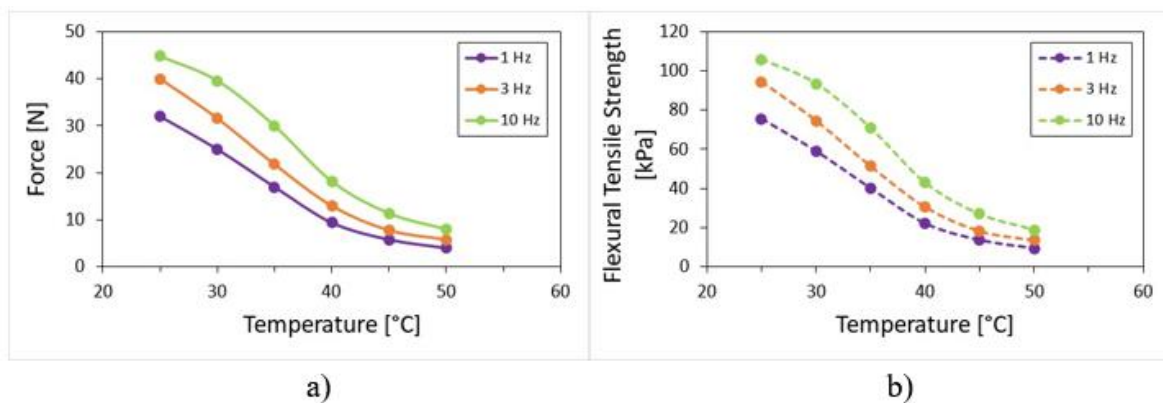 50
40
30
20
10
0
Force [N]
1 Hz
3 Hz
10 Hz
20 30 40 50 60
Temperature [°C]
a)
120
100
80
60
40
20
0
Flexural Tensile Strength
[kPa]
1 Hz
3 Hz
10 Hz
20 30 40 50 60
Temperature [°C]
b)